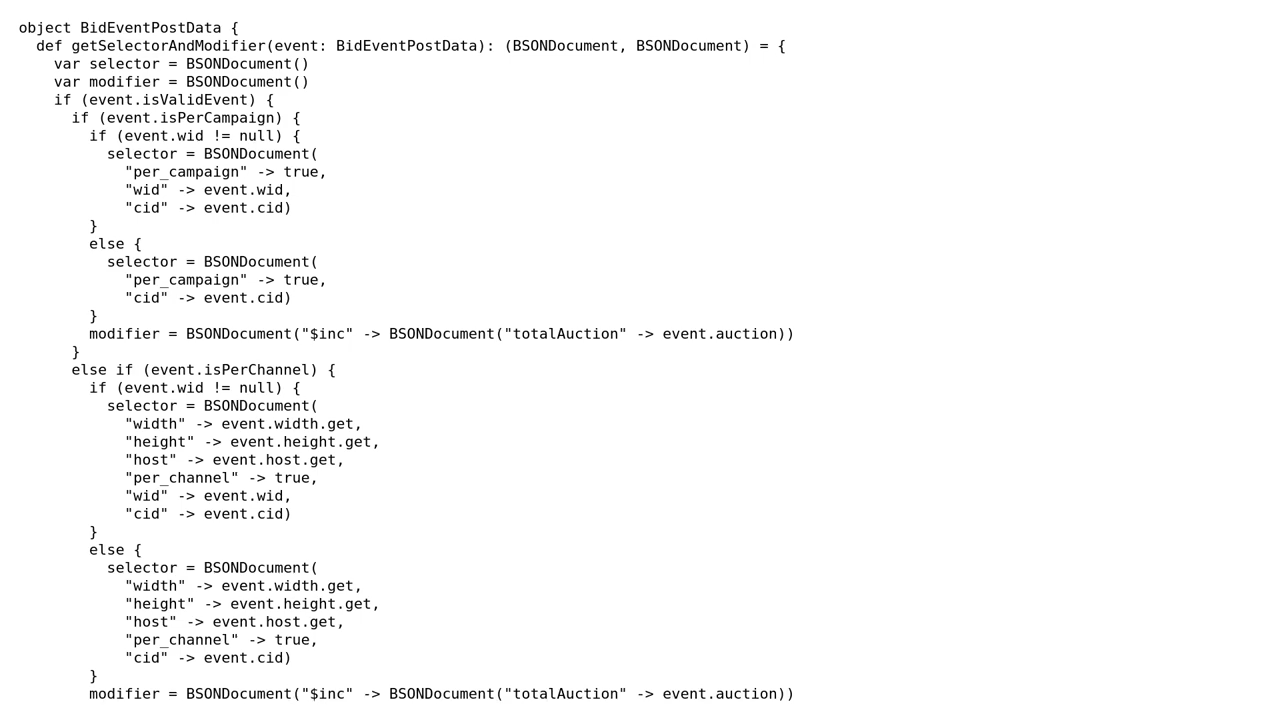 object BidEventPostData {
  def getSelectorAndModifier(event: BidEventPostData): (BSONDocument, BSONDocument) = {
    var selector = BSONDocument()
    var modifier = BSONDocument()
    if (event.isValidEvent) {
      if (event.isPerCampaign) {
        if (event.wid != null) {
          selector = BSONDocument(
            "per_campaign" -> true,
            "wid" -> event.wid,
            "cid" -> event.cid)
        }
        else {
          selector = BSONDocument(
            "per_campaign" -> true,
            "cid" -> event.cid)
        }
        modifier = BSONDocument("$inc" -> BSONDocument("totalAuction" -> event.auction))
      }
      else if (event.isPerChannel) {
        if (event.wid != null) {
          selector = BSONDocument(
            "width" -> event.width.get,
            "height" -> event.height.get,
            "host" -> event.host.get,
            "per_channel" -> true,
            "wid" -> event.wid,
            "cid" -> event.cid)
        }
        else {
          selector = BSONDocument(
            "width" -> event.width.get,
            "height" -> event.height.get,
            "host" -> event.host.get,
            "per_channel" -> true,
            "cid" -> event.cid)
        }
        modifier = BSONDocument("$inc" -> BSONDocument("totalAuction" -> event.auction))